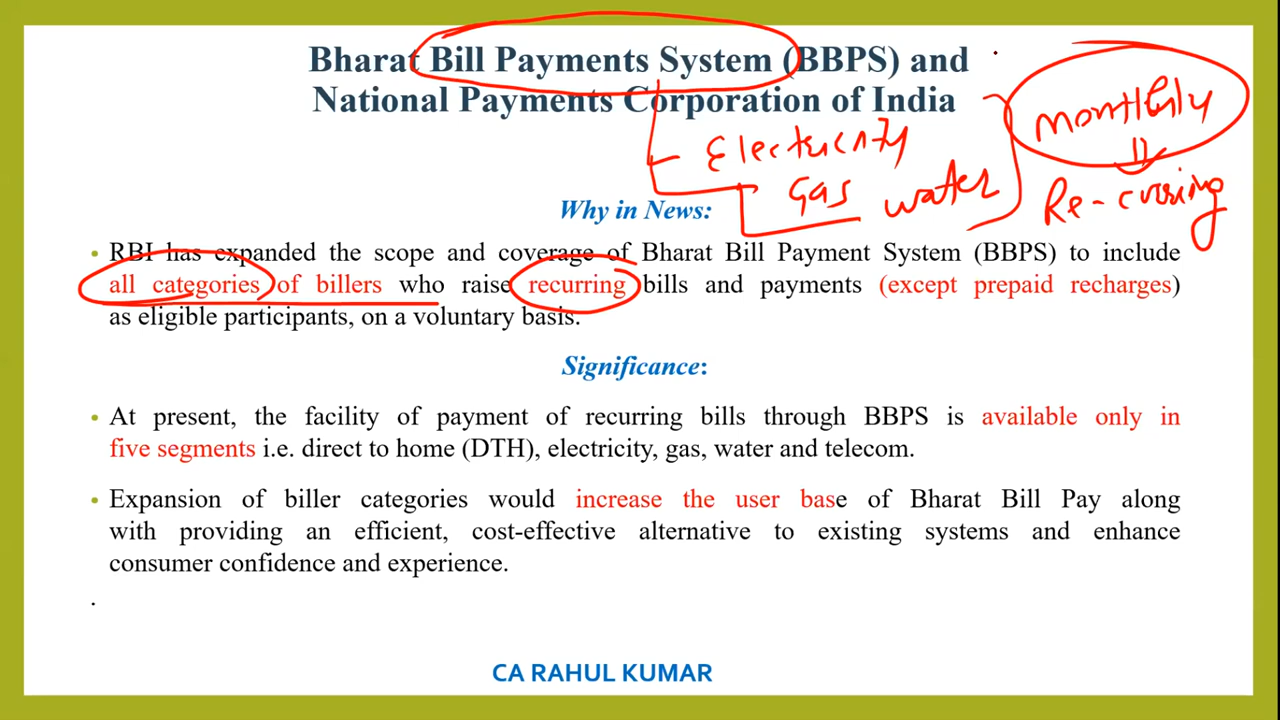 Bharat Bill Payments System (BBPS) and
National Payments Corporation of India
monthly
Electricity
Gas water
Re-curring
Why in News:
• RBI has expanded the scope and coverage of Bharat Bill Payment System (BBPS) to include
all categories of billers who raise recurring bills and payments (except prepaid recharges)
as eligible participants, on a voluntary basis.
Significance:
• At present, the facility of payment of recurring bills through BBPS is available only in
five segments i.e. direct to home (DTH), electricity, gas, water and telecom.
• Expansion of biller categories would increase the user base of Bharat Bill Pay along
with providing an efficient, cost-effective alternative to existing systems and enhance
consumer confidence and experience.
.
CA RAHUL KUMAR